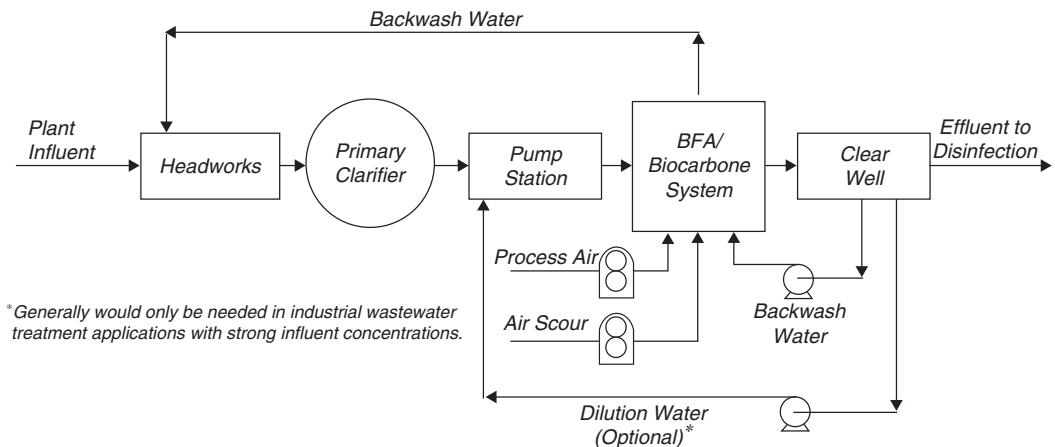 Backwash Water
Plant
Influent
Headworks
Primary
Clarifier
Pump
Station
BFA/
Biocarbone
System
Clear
Well
Effluent to
Disinfection
Process Air
Air Scour
Backwash
Water
*Generally would only be needed in industrial wastewater
treatment applications with strong influent concentrations.
Dilution Water
(Optional)*